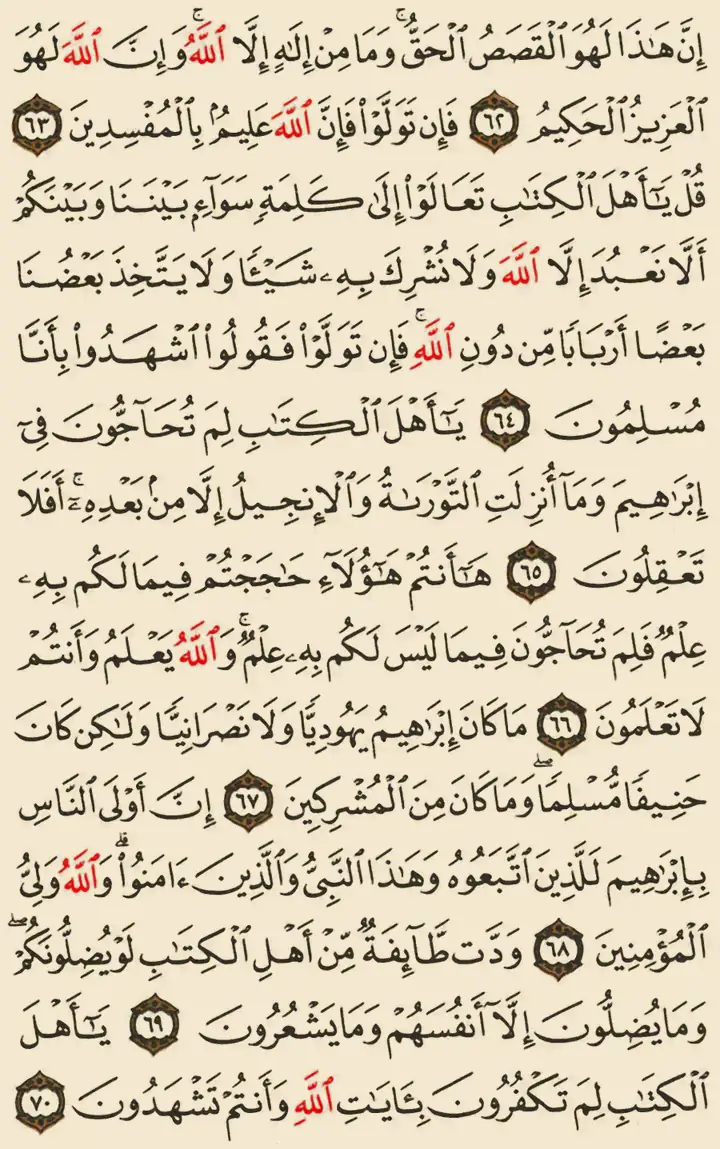 إِنَّ هَٰذَا لَهُوَ ٱلْقَصَصُ ٱلْحَقُّ ۚ وَمَا مِنْ إِلَٰهٍ إِلَّا ٱللَّهُ ۚ وَإِنَّ ٱللَّهَ لَهُوَ
ٱلْعَزِيزُ ٱلْحَكِيمُ ٦٢ فَإِن تَوَلَّوْا۟ فَإِنَّ ٱللَّهَ عَلِيمٌۢ بِٱلْمُفْسِدِينَ ٦٣
قُلْ يَٰٓأَهْلَ ٱلْكِتَٰبِ تَعَالَوْا۟ إِلَىٰ كَلِمَةٍۢ سَوَآءٍۭ بَيْنَنَا وَبَيْنَكُمْ
أَلَّا نَعْبُدَ إِلَّا ٱللَّهَ وَلَا نُشْرِكَ بِهِۦ شَيْـًۭٔا وَلَا يَتَّخِذَ بَعْضُنَا
بَعْضًا أَرْبَابًۭا مِّن دُونِ ٱللَّهِ ۚ فَإِن تَوَلَّوْا۟ فَقُولُوا۟ ٱشْهَدُوا۟ بِأَنَّا
مُسْلِمُونَ ٦٤ يَٰٓأَهْلَ ٱلْكِتَٰبِ لِمَ تُحَآجُّونَ فِىٓ
إِبْرَٰهِيمَ وَمَآ أُنزِلَتِ ٱلتَّوْرَىٰةُ وَٱلْإِنجِيلُ إِلَّا مِنۢ بَعْدِهِۦٓ ۚ أَفَلَا
تَعْقِلُونَ ٦٥ هَٰٓأَنتُمْ هَٰٓؤُلَآءِ حَٰجَجْتُمْ فِيمَا لَكُم بِهِۦ
عِلْمٌۭ فَلِمَ تُحَآجُّونَ فِيمَا لَيْسَ لَكُم بِهِۦ عِلْمٌۭ ۚ وَٱللَّهُ يَعْلَمُ وَأَنتُمْ
لَا تَعْلَمُونَ ٦٦ مَا كَانَ إِبْرَٰهِيمُ يَهُودِيًّۭا وَلَا نَصْرَانِيًّۭا وَلَٰكِن كَانَ
حَنِيفًۭا مُّسْلِمًۭا ۖ وَمَا كَانَ مِنَ ٱلْمُشْرِكِينَ ٦٧ إِنَّ أَوْلَى ٱلنَّاسِ
بِإِبْرَٰهِيمَ لَلَّذِينَ ٱتَّبَعُوهُ وَهَٰذَا ٱلنَّبِىُّ وَٱلَّذِينَ ءَامَنُوا۟ ۗ وَٱللَّهُ وَلِىُّ
ٱلْمُؤْمِنِينَ ٦٨ وَدَّت طَّآئِفَةٌۭ مِّنْ أَهْلِ ٱلْكِتَٰبِ لَوْ يُضِلُّونَكُمْ ۖ
وَمَا يُضِلُّونَ إِلَّآ أَنفُسَهُمْ وَمَا يَشْعُرُونَ ٦٩ يَٰٓأَهْلَ
ٱلْكِتَٰبِ لِمَ تَكْفُرُونَ بِـَٔايَٰتِ ٱللَّهِ وَأَنتُمْ تَشْهَدُونَ ٧٠